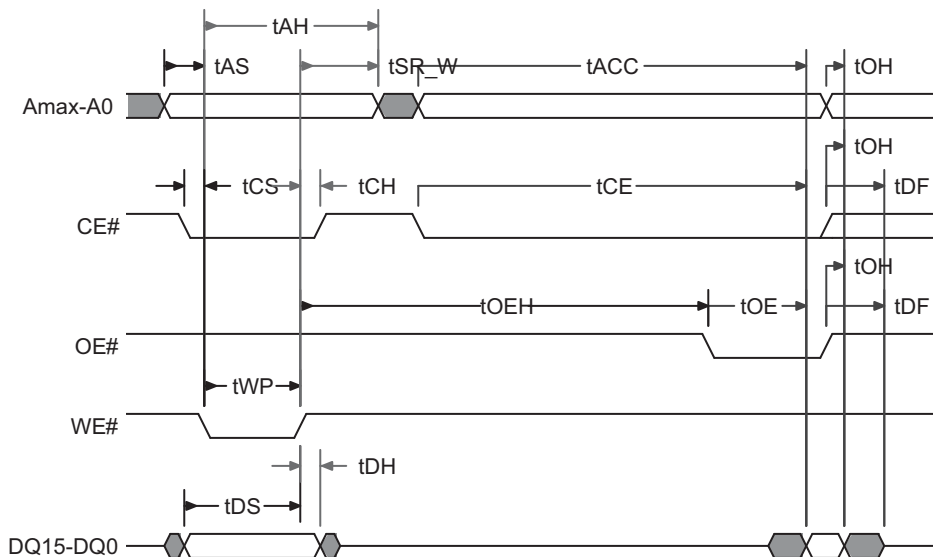 tAH
tAS
tSR_W
tACC
tOH
Amax-A0
tOH
tCS
tCH
tCE
tDF
CE#
tOH
tOEH
tOE
tDF
OE#
tWP
WE#
tDH
tDS
DQ15-DQ0